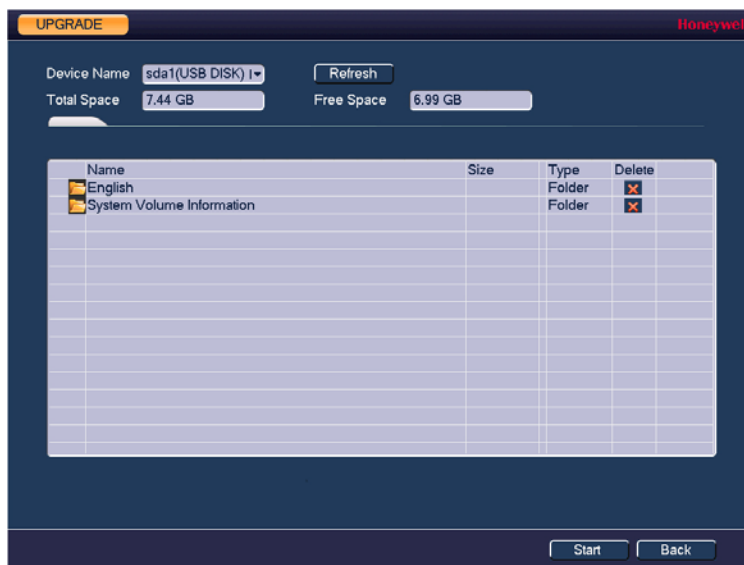 UPGRADE
Honeywell
Device Name sda1(USB DISK) Refresh
Total Space 7.44 GB Free Space 6.99 GB
Name Size Type Delete
English Folder
System Volume Information Folder
Start Back